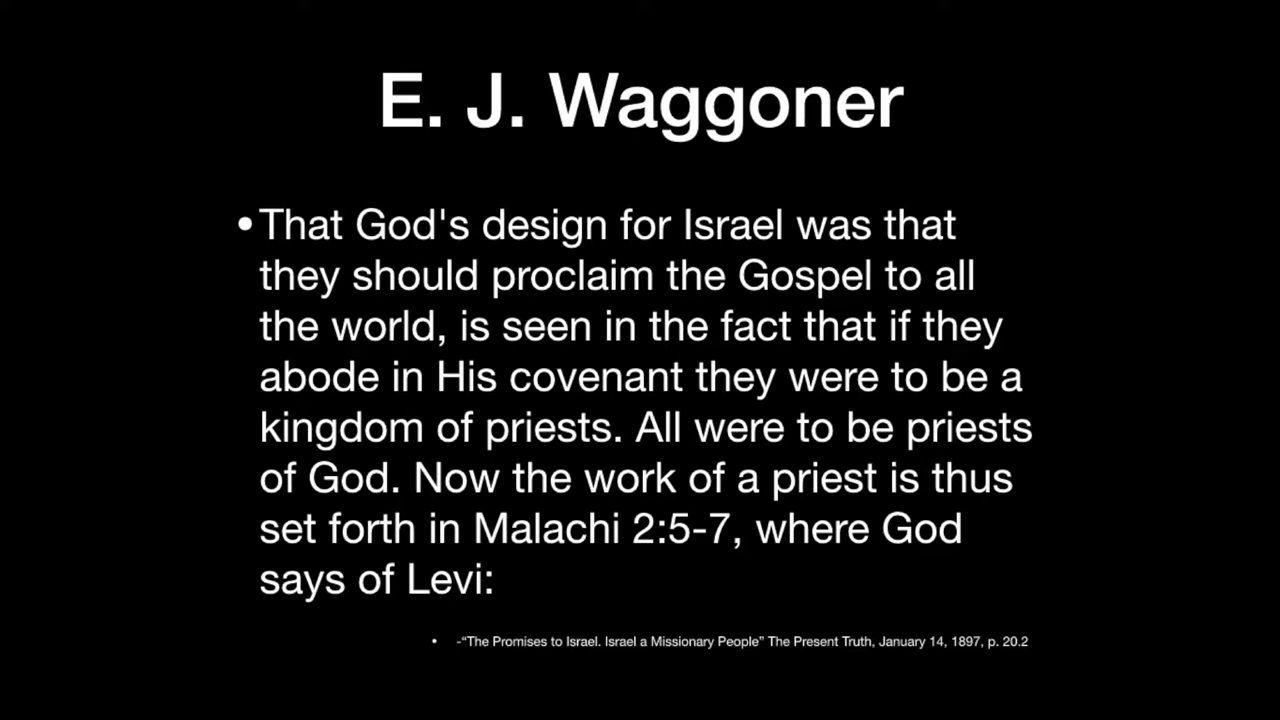 E. J. Waggoner
•That God's design for Israel was that
they should proclaim the Gospel to all
the world, is seen in the fact that if they
abode in His covenant they were to be a
kingdom of priests. All were to be priests
of God. Now the work of a priest is thus
set forth in Malachi 2:5-7, where God
says of Levi:
• -“The Promises to Israel. Israel a Missionary People” The Present Truth, January 14, 1897, p. 20.2